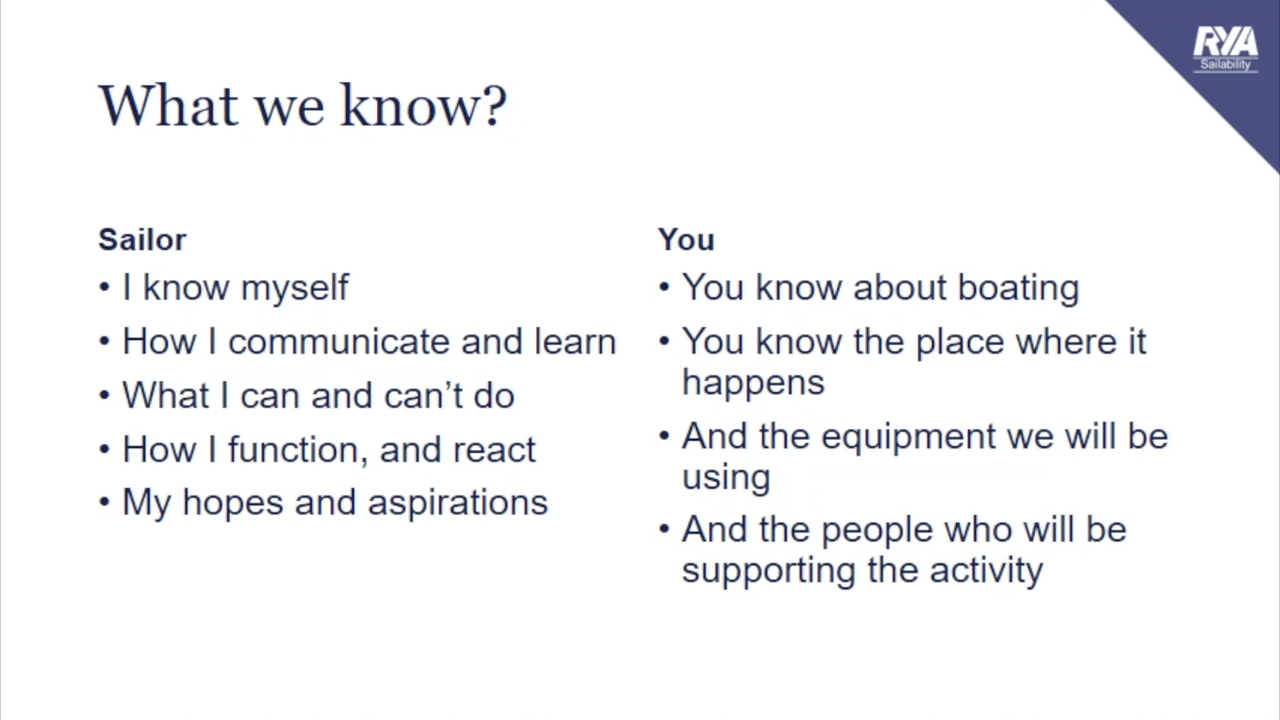 RYA
Sailability
What we know?
Sailor
• I know myself
• How I communicate and learn
• What I can and can’t do
• How I function, and react
• My hopes and aspirations
You
• You know about boating
• You know the place where it
happens
• And the equipment we will be
using
• And the people who will be
supporting the activity